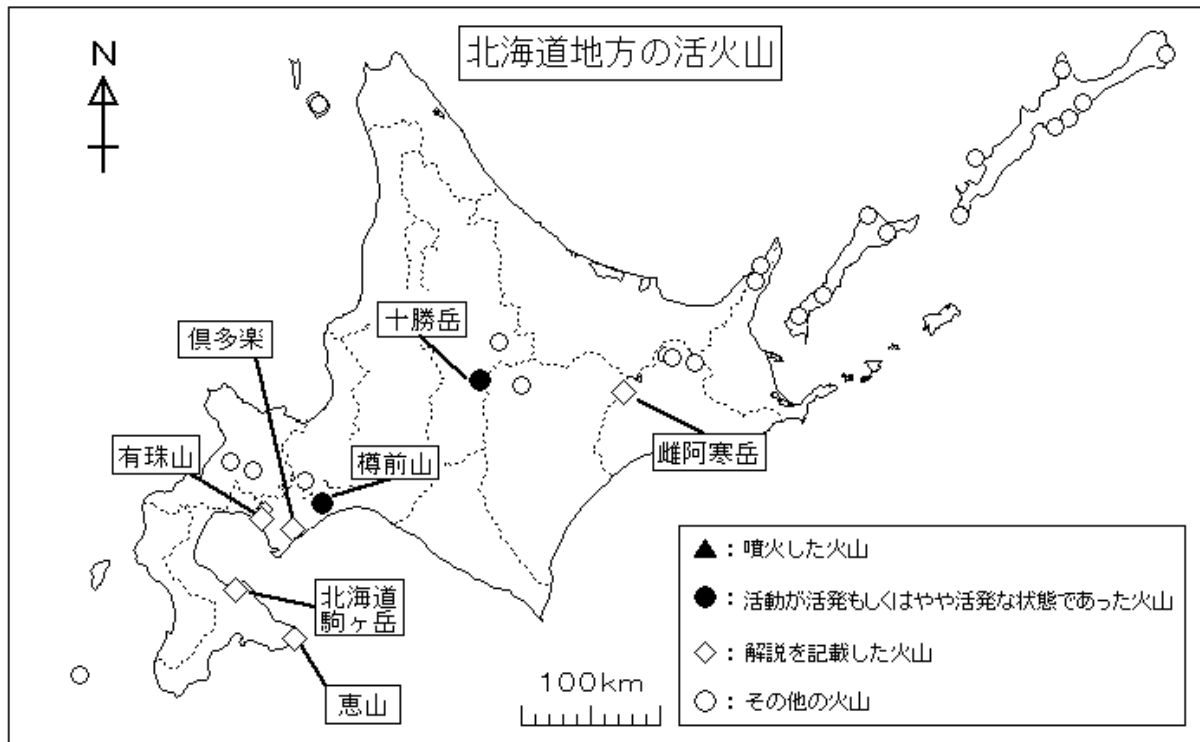 北海道地方の活火山
N
十勝岳
倶多楽
有珠山
樽前山
雌阿寒岳
北海道
駒ヶ岳
恵山
100km
▲：噴火した火山
●：活動が活発もしくはやや活発な状態であった火山
◇：解説を記載した火山
○：その他の火山